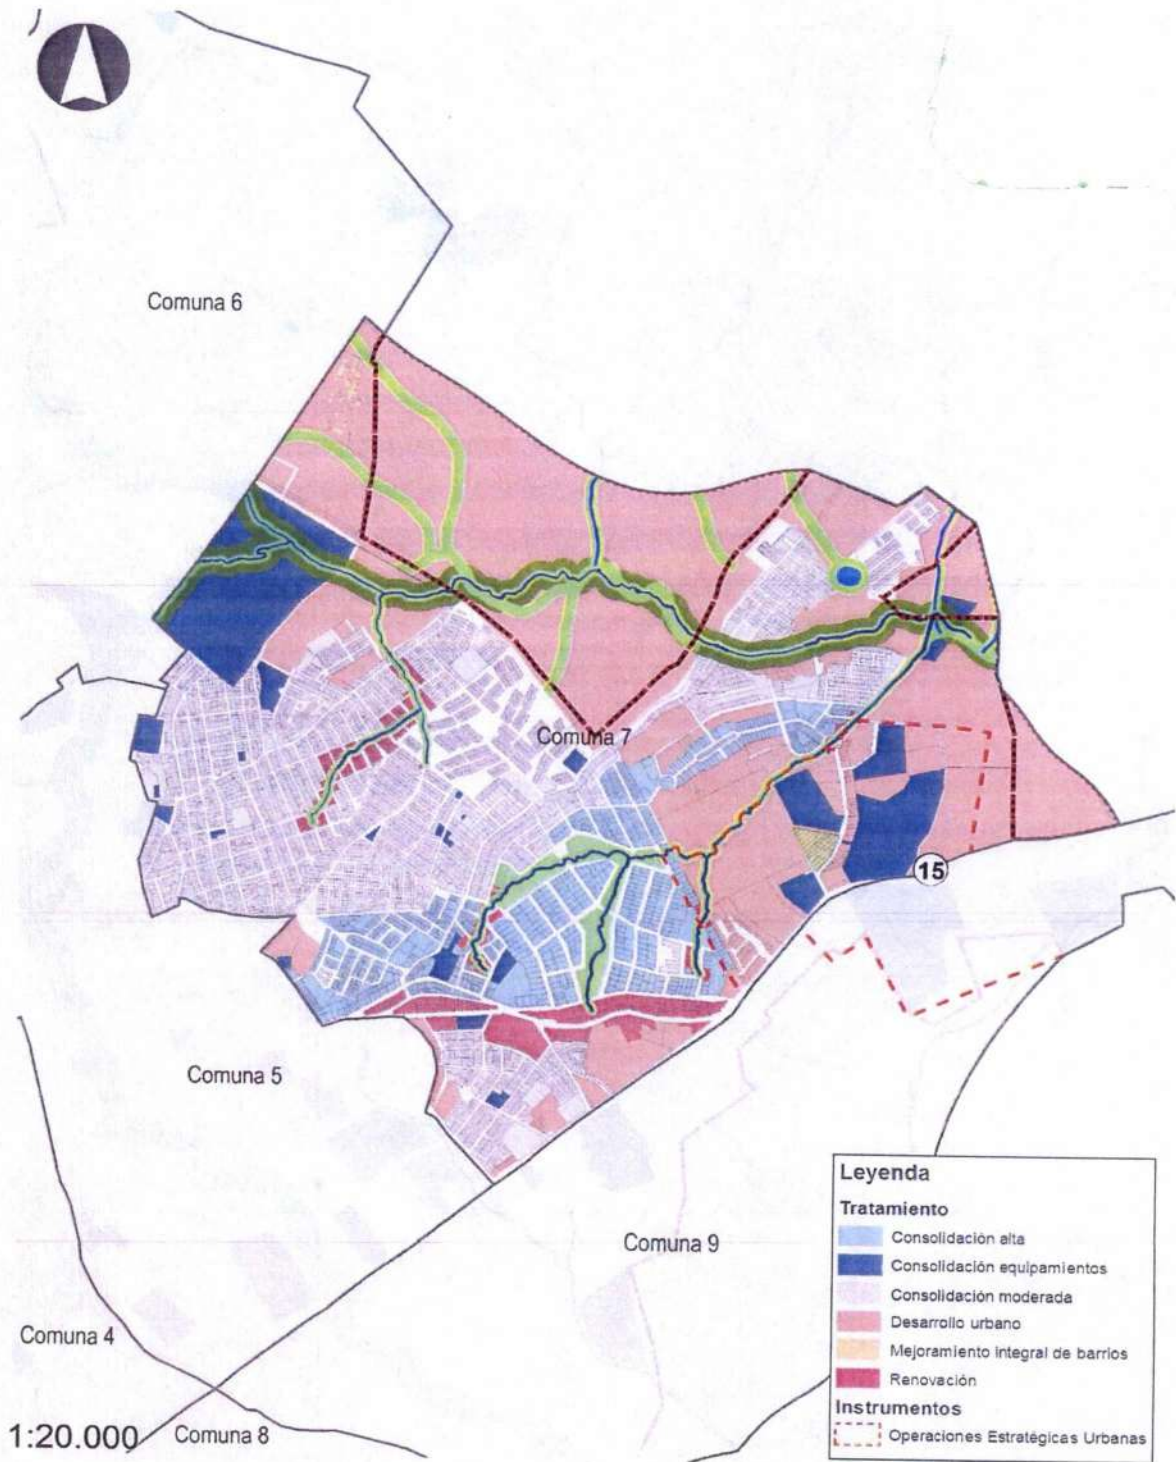 Comuna 6
Comuna 7
15
Comuna 5
Comuna 9
Comuna 4
Comuna 8
1:20.000
Leyenda
Tratamiento
Consolidación alta
Consolidación equipamientos
Consolidación moderada
Desarrollo urbano
Mejoramiento integral de barrios
Renovación
Instrumentos
Operaciones Estratégicas Urbanas